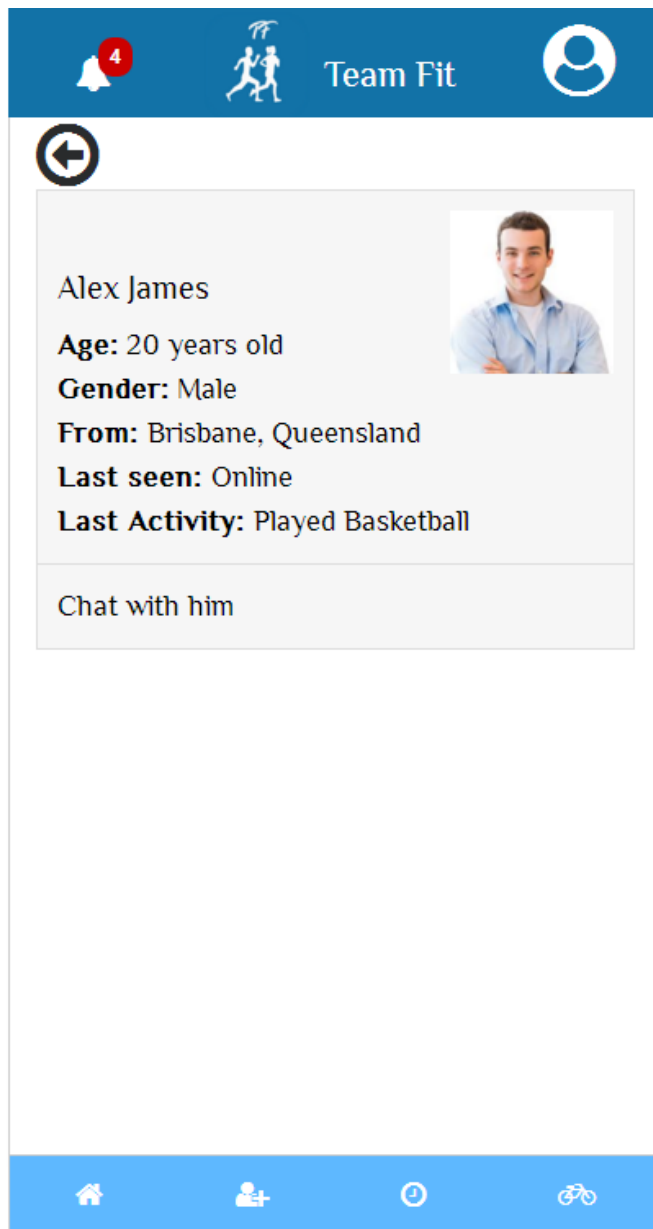 4
Team Fit
Alex James
Age: 20 years old
Gender: Male
From: Brisbane, Queensland
Last seen: Online
Last Activity: Played Basketball
Chat with him